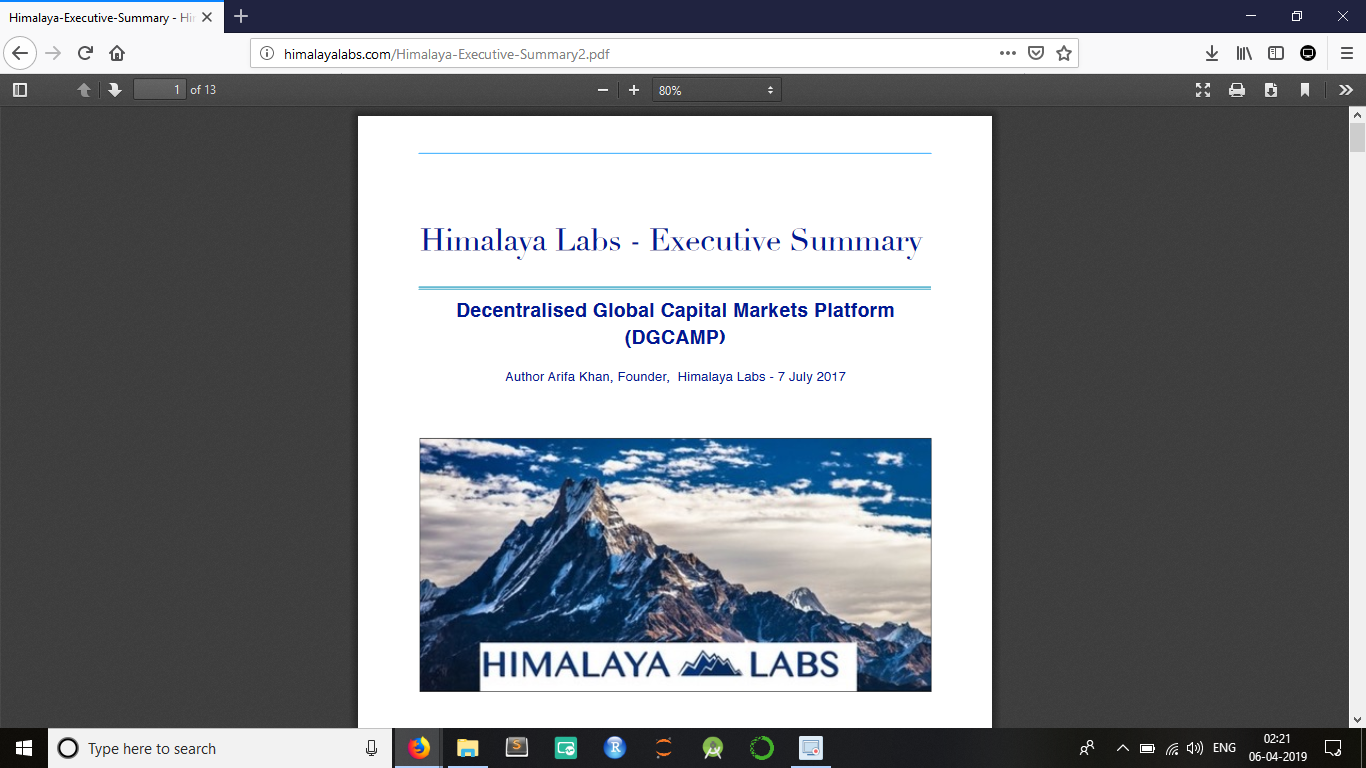 Himalaya-Executive-Summary - Hi
himalayalabs.com/Himalaya-Executive-Summary2.pdf
1 of 13
80%
Himalaya Labs - Executive Summary
Decentralised Global Capital Markets Platform
(DGCAMP)
Author Arifa Khan, Founder, Himalaya Labs - 7 July 2017
HIMALAYA LABS
Type here to search
S
R
ENG
02:21
06-04-2019